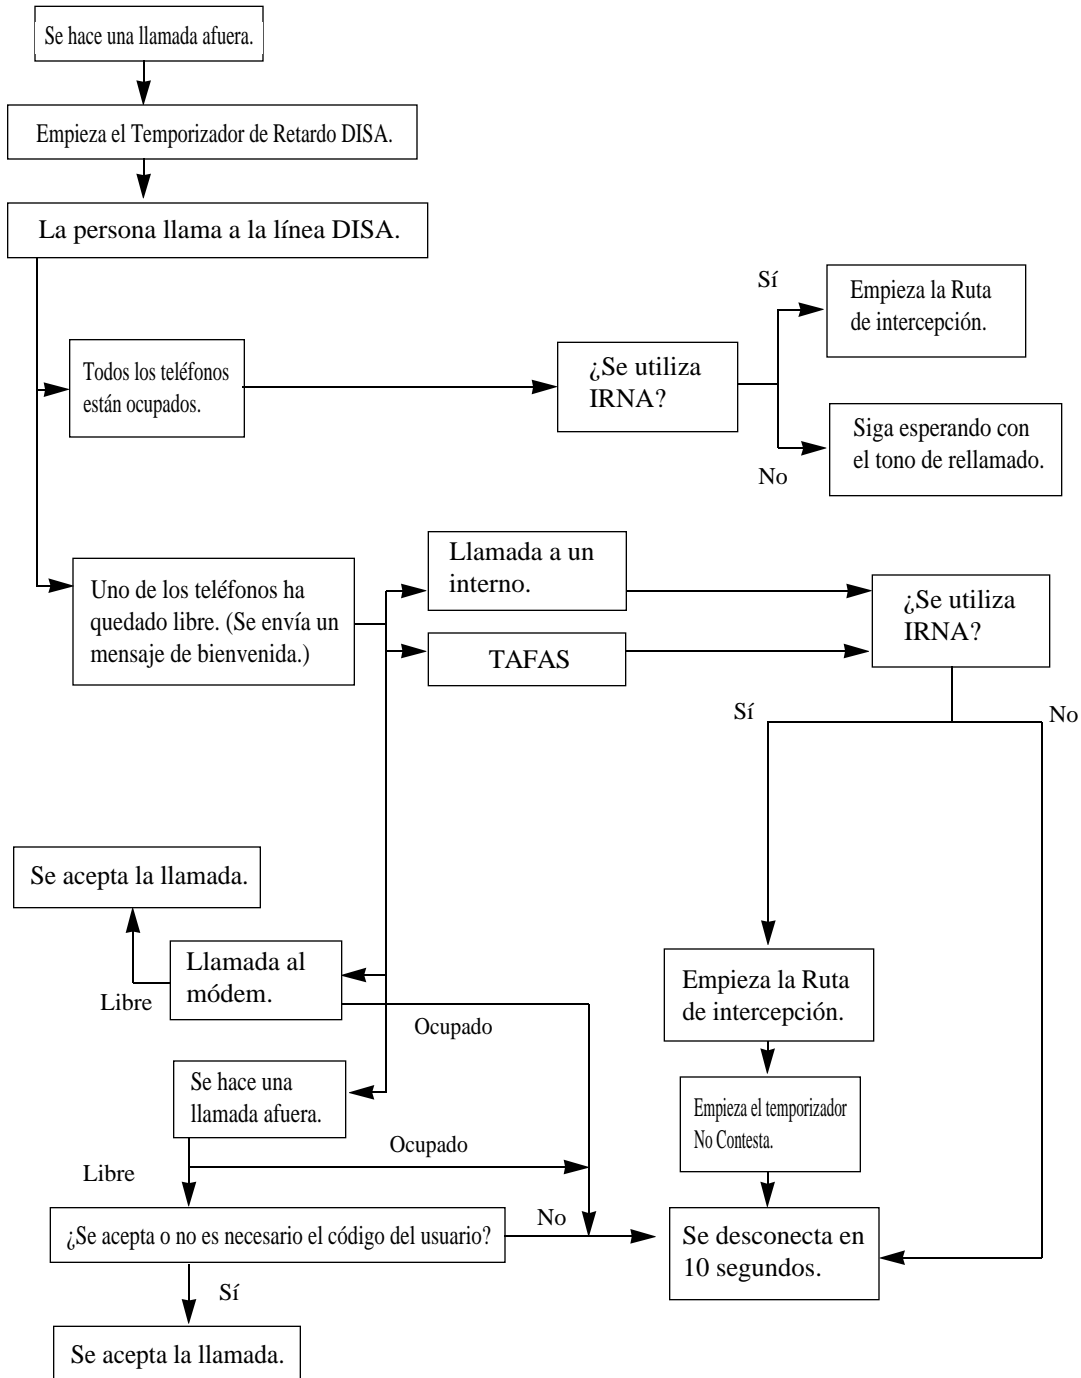 Se hace una llamada afuera.
Empieza el Temporizador de Retardo DISA.
La persona llama a la línea DISA.
Sí
Empieza la Ruta
de intercepción.
Todos los teléfonos
están ocupados.
¿Se utiliza
IRNA?
No
Siga esperando con
el tono de rellamado.
Uno de los teléfonos ha
quedado libre. (Se envía un
mensaje de bienvenida.)
Llamada a un
interno.
TAFAS
¿Se utiliza
IRNA?
Sí
No
Se acepta la llamada.
Libre
Llamada al
módem.
Ocupado
Empieza la Ruta
de intercepción.
Se hace una
llamada afuera.
Empieza el temporizador
No Contesta.
Libre
Ocupado
¿Se acepta o no es necesario el código del usuario?
No
Se desconecta en
10 segundos.
Sí
Se acepta la llamada.